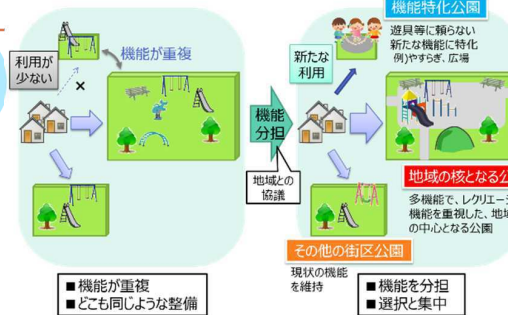 利用が
少ない
機能が重複
×
■機能が重複
■どこも同じような整備
機能
分担
地域との
協議
機能特化公園
遊具等に頼らない
新たな機能に特化
例)やすらぎ、広場
新たな
利用
地域の核となる公
多機能で、レクリエーシ
機能を重視した、地域
の中心となる公園
その他の街区公園
現状の機能
を維持
■機能を分担
■選択と集中